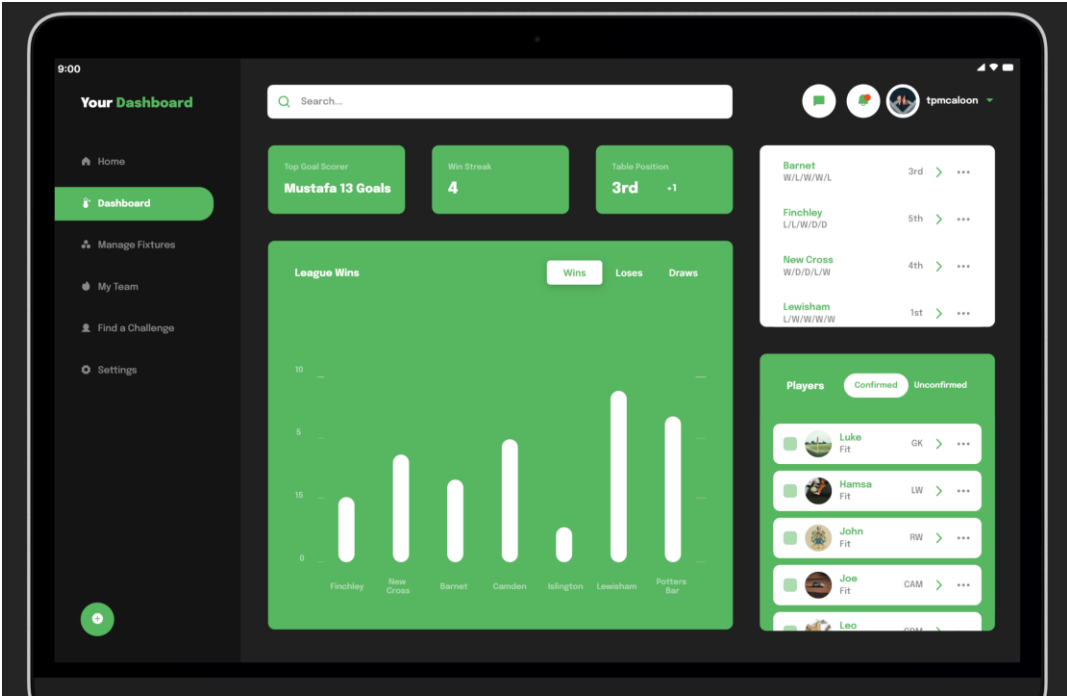 9:00
Your Dashboard
Search...
tpmcaloon
Home
Dashboard
Manage Fixtures
My Team
Find a Challenge
Settings
Top Goal Scorer
Mustafa 13 Goals
Win Streak
4
Table Position
3rd +1
League Wins
Wins Loses Draws
10
5
15
0
Finchley
New
Cross
Barnet
Camden
Islington
Lewisham
Potters
Bar
Barnet
W/L/W/W/L
3rd
Finchley
L/L/W/D/D
5th
New Cross
W/D/D/L/W
4th
Lewisham
L/W/W/W/W
1st
Players Confirmed Unconfirmed
Luke
Fit
GK
Hamsa
Fit
LW
John
Fit
RW
Joe
Fit
CAM
Leo